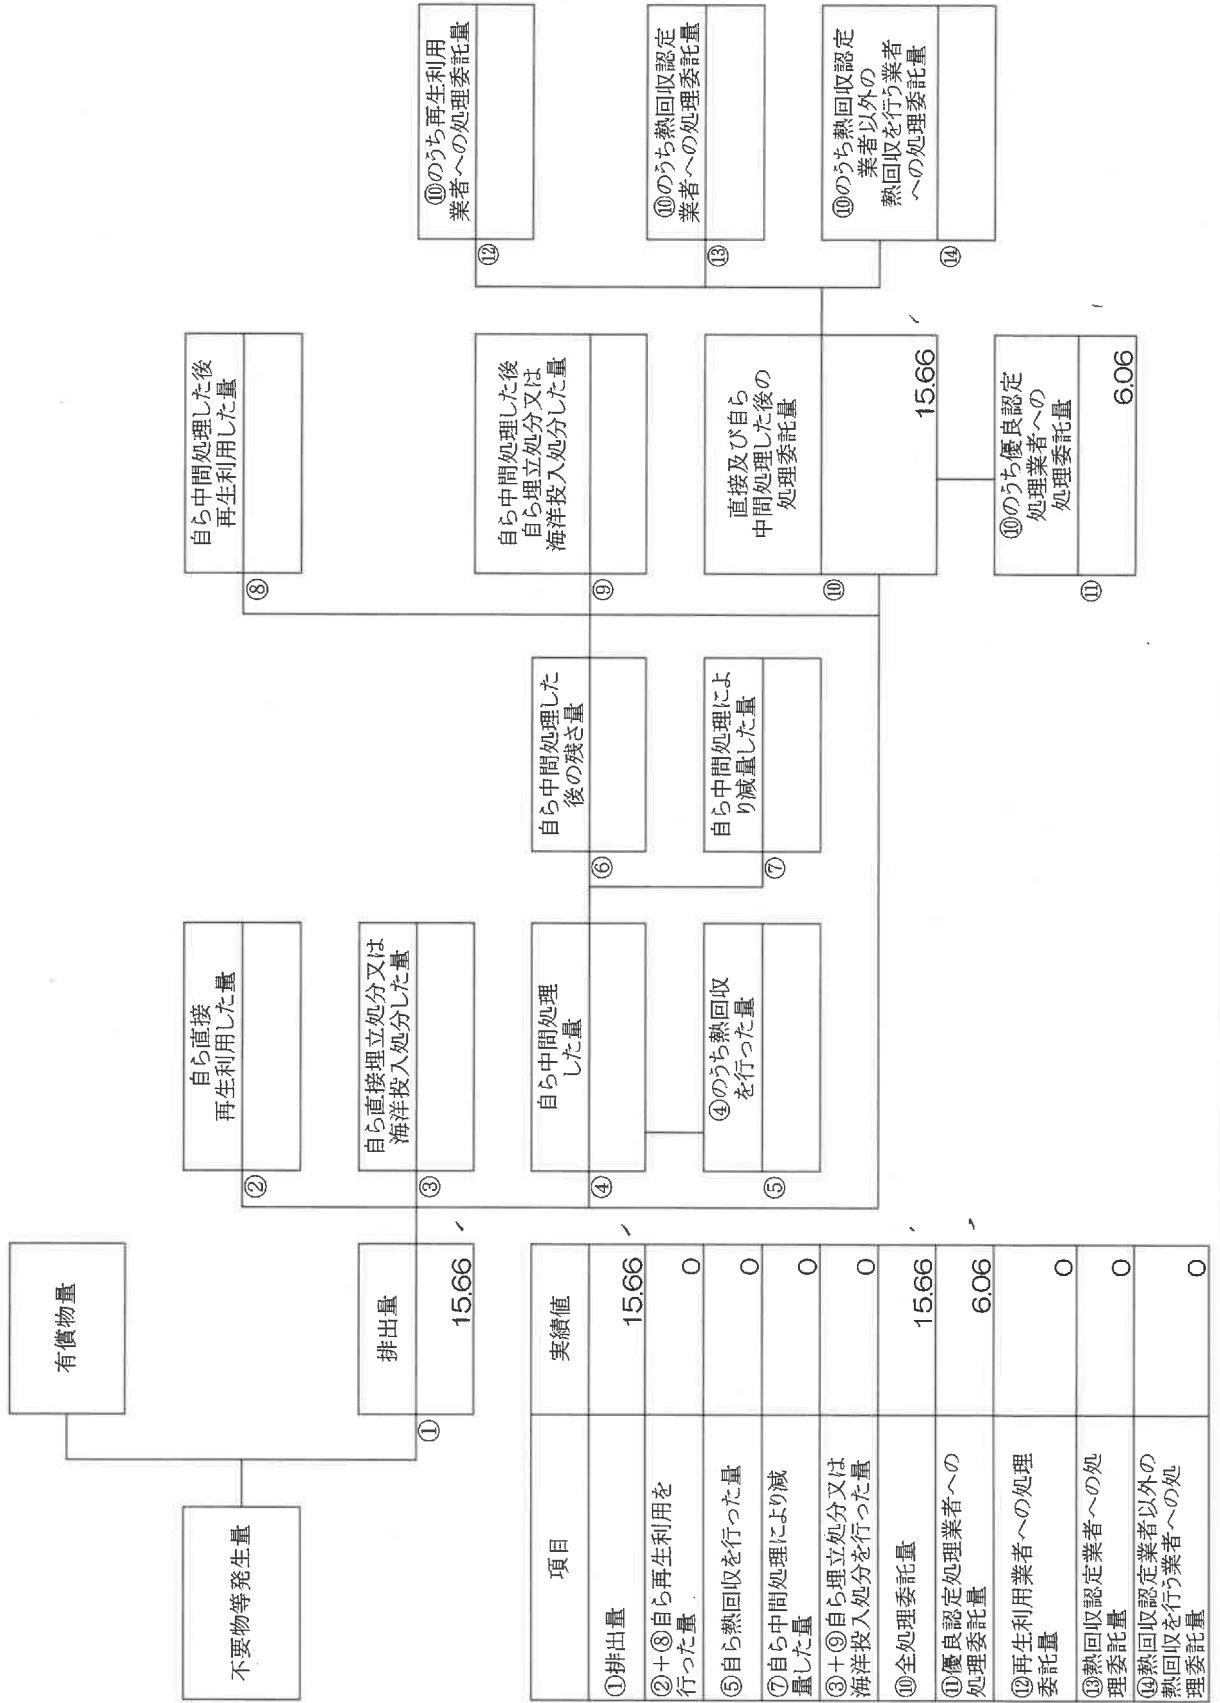 有償物量
不要物等発生量
排出量
①
15.66
自ら直接
再生利用した量
②
自ら直接埋立処分又は
海洋投入処分した量
③
自ら中間処理
した量
④
④のうち熱回収
を行った量
⑤
自ら中間処理した
後の残さ量
⑥
自ら中間処理によ
り減量した量
⑦
自ら中間処理した後
再生利用した量
⑧
自ら中間処理した後
自ら埋立処分又は
海洋投入処分した量
⑨
直接及び自ら
中間処理した後の
処理委託量
⑩
15.66
⑩のうち優良認定
処理業者への
処理委託量
⑪
6.06
⑩のうち再生利用
業者への処理委託量
⑫
⑩のうち熱回収認定
業者への処理委託量
⑬
⑩のうち熱回収認定
業者以外の
熱回収を行う業者
への処理委託量
⑭
項目 実績値
①排出量 15.66
②+⑧自ら再生利用を
行った量 0
⑤自ら熱回収を行った量 0
⑦自ら中間処理により減
量した量 0
③+⑨自ら埋立処分又は
海洋投入処分を行った量 0
⑩全処理委託量 15.66
⑪優良認定処理業者への
処理委託量 6.06
⑫再生利用業者への処理
委託量 0
⑬熱回収認定業者への処
理委託量 0
⑭熱回収認定業者以外の
熱回収を行う業者への処
理委託量 0